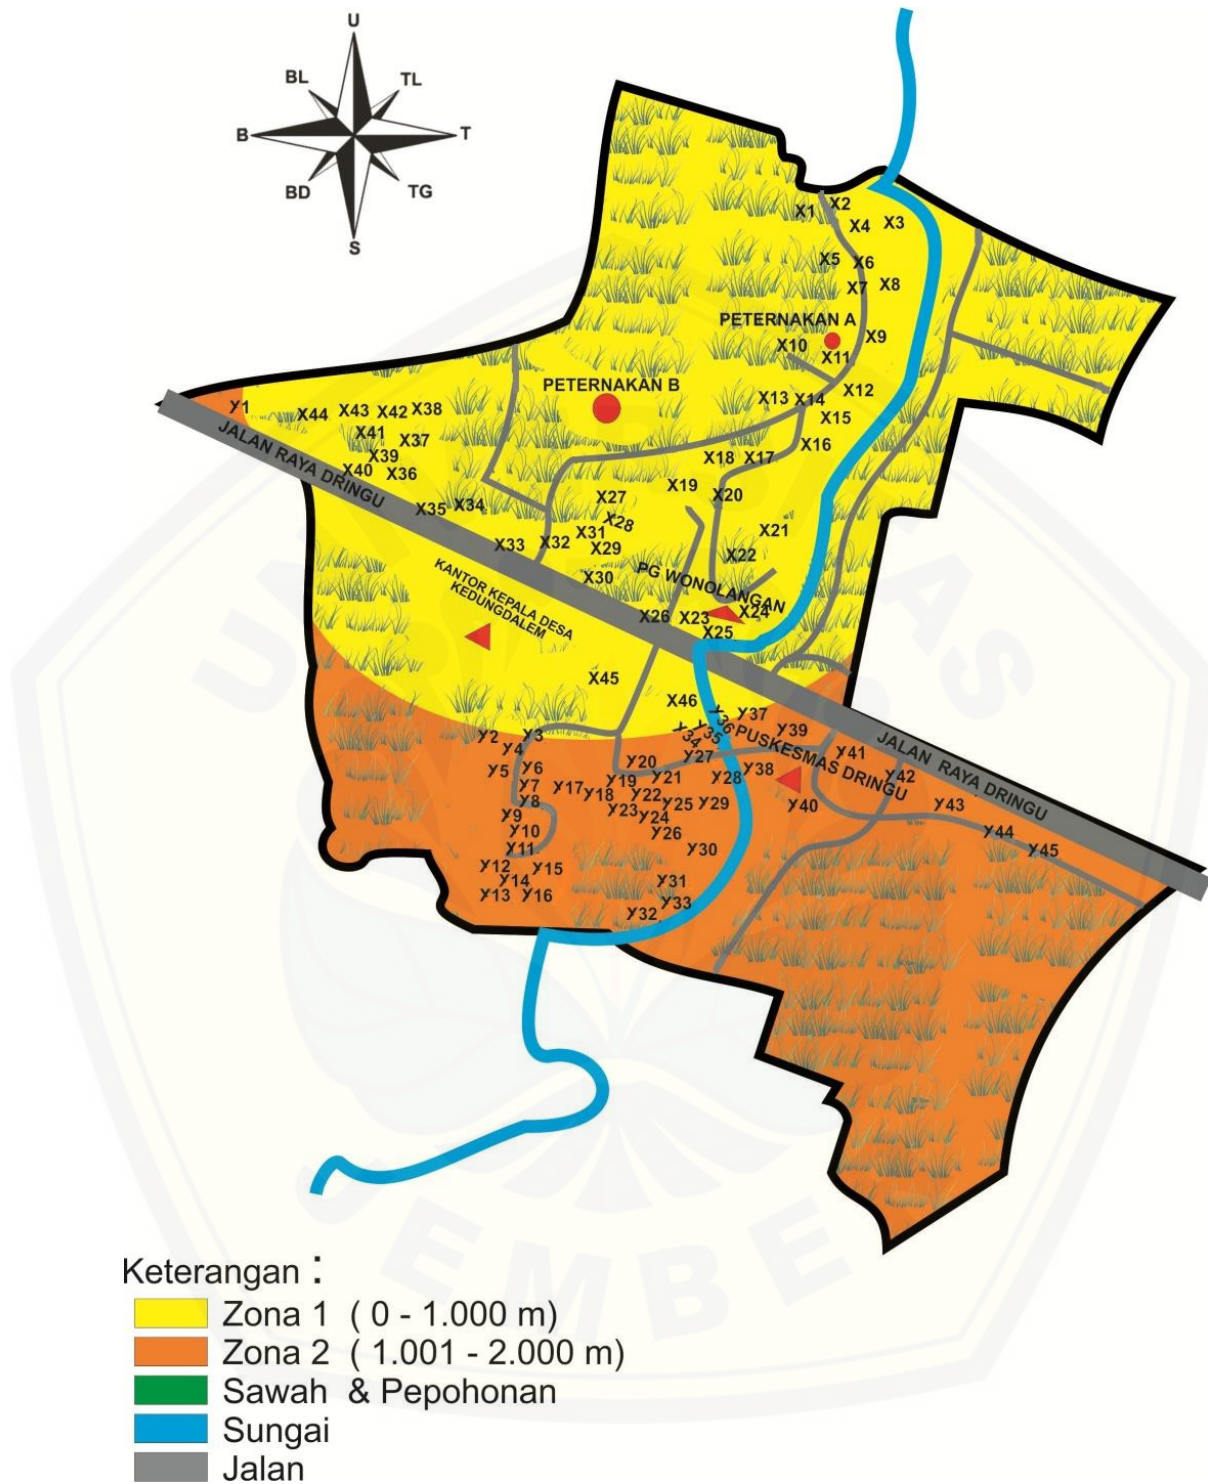 U
BL
TL
B
T
BD
TG
S
X1
X2
X4
X3
X5
X6
X7
X8
PETERNAKAN A
X9
X10
X11
X12
PETERNAKAN B
X13
X14
X15
X16
Y1
X44
X43
X42
X38
X41
X37
X39
X40
X36
JALAN RAYA DRINGU
X35
X34
X18
X17
X19
X20
X27
X28
X31
X29
X21
X33
X32
X22
X30
PG WONOLANGAN
KANTOR KEPALA DESA
KEDUNGDALEM
X26
X23
X24
X25
X45
X46
Y36
Y37
Y35
Y34
Y39
PUSKESMAS DRINGU
JALAN RAYA DRINGU
Y2
Y3
Y4
Y5
Y6
Y7
Y8
Y9
Y10
Y11
Y12
Y15
Y14
Y13
Y16
Y17
Y18
Y19
Y20
Y21
Y22
Y23
Y24
Y25
Y26
Y27
Y28
Y29
Y30
Y31
Y33
Y32
Y38
Y40
Y41
Y42
Y43
Y44
Y45
UNIVERSITAS
JEMBER
Keterangan :
Zona 1 ( 0 - 1.000 m)
Zona 2 ( 1.001 - 2.000 m)
Sawah & Pepohonan
Sungai
Jalan